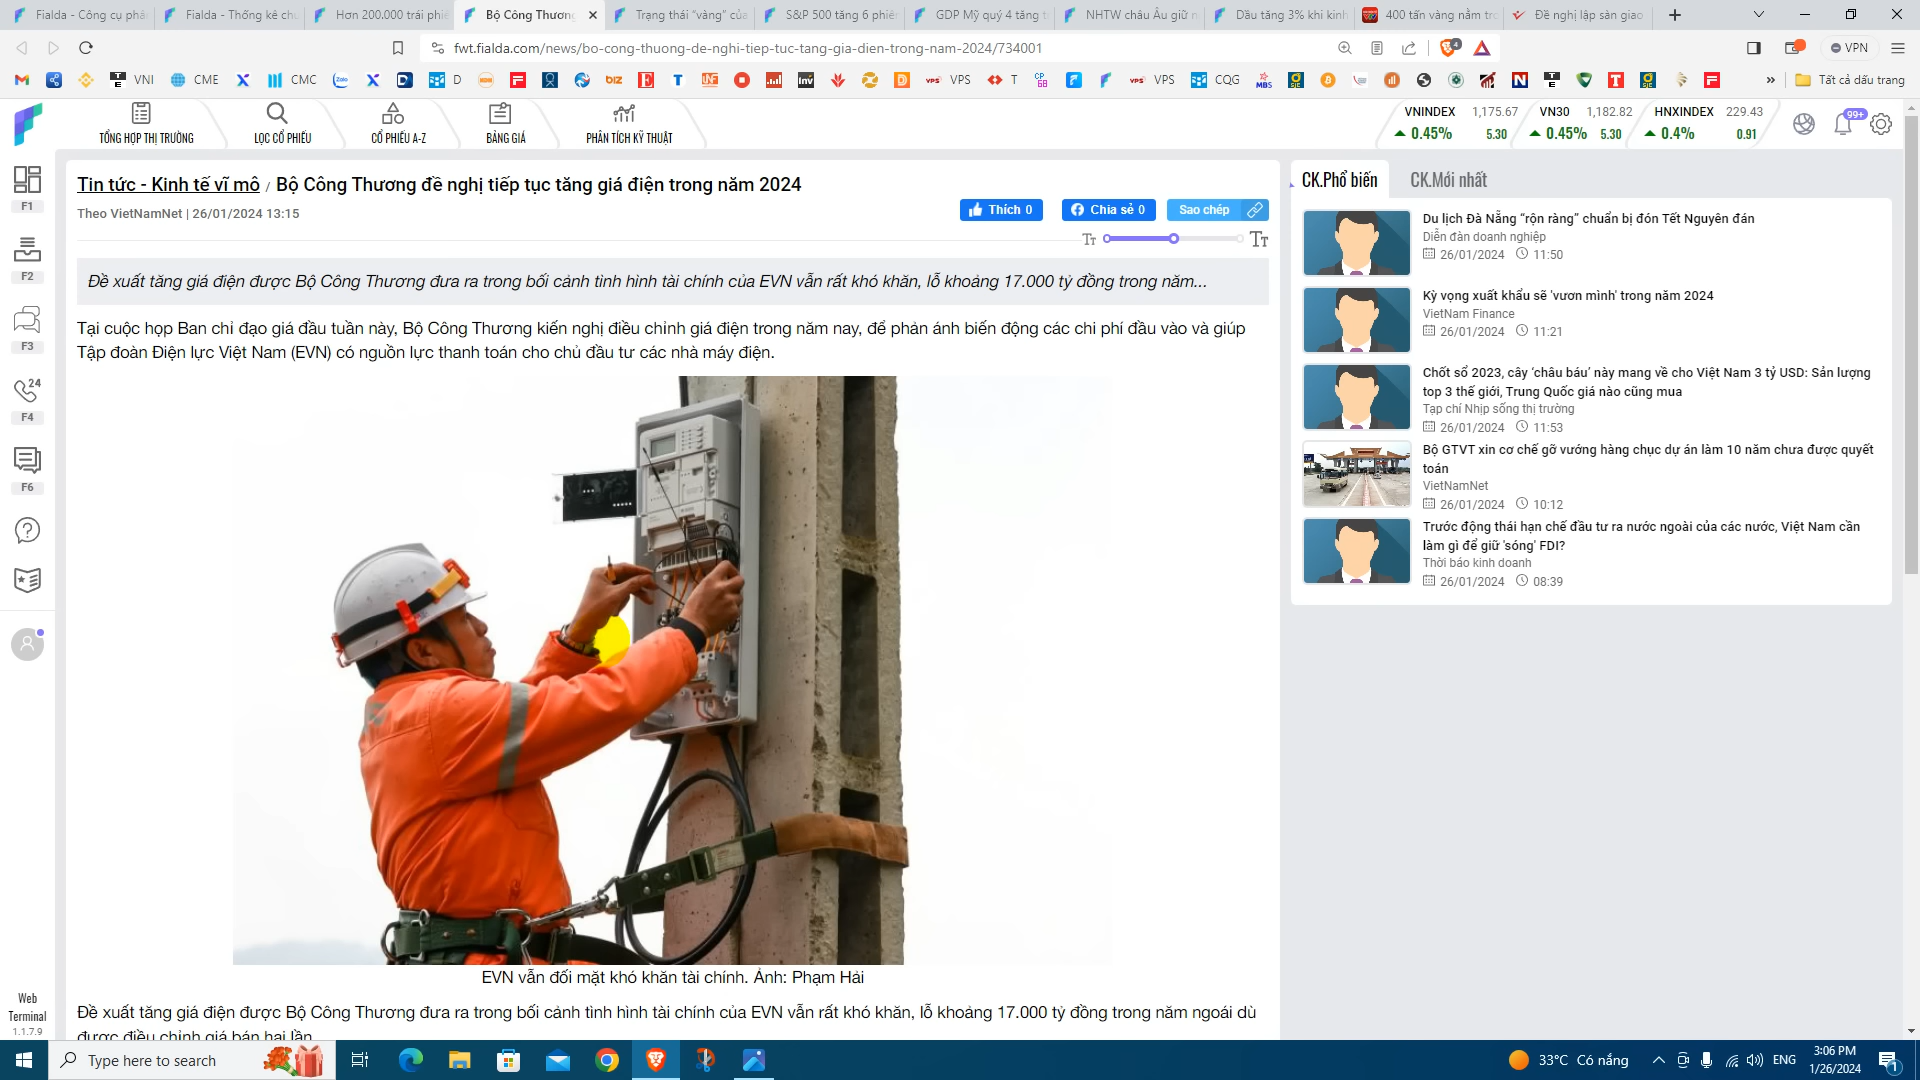 Fialda - Công cụ phâ
Fialda - Thống kê ch
Hơn 200.000 trái phi
Bộ Công Thương
Trạng thái "vàng" củ
S&P 500 tăng 6 phiên
GDP Mỹ quý 4 tăng t
NHTW châu Âu giữ n
Dầu tăng 3% khi kinh
400 tấn vàng nằm tr
Đề nghị lập sàn giao
fwt.fialda.com/news/bo-cong-thuong-de-nghi-tiep-tuc-tang-gia-dien-trong-nam-2024/734001
4
VPN
VNI
CME
CMC
D
VPS
T
VPS
CQG
Tất cả dấu trang
TỔNG HỢP THỊ TRƯỜNG
LỌC CỔ PHIẾU
CỔ PHIẾU A-Z
BẢNG GIÁ
PHÂN TÍCH KỸ THUẬT
VNINDEX 1,175.67
0.45% 5.30
VN30 1,182.82
0.45% 5.30
HNXINDEX 229.43
0.4% 0.91
99+
F1
F2
F3
24
F4
F6
Web
Terminal
1.1.7.9
Tin tức - Kinh tế vĩ mô / Bộ Công Thương đề nghị tiếp tục tăng giá điện trong năm 2024
Theo VietNamNet | 26/01/2024 13:15
Thích 0
Chia sẻ 0
Sao chép
Tт
Tт
Đề xuất tăng giá điện được Bộ Công Thương đưa ra trong bối cảnh tình hình tài chính của EVN vẫn rất khó khăn, lỗ khoảng 17.000 tỷ đồng trong năm...
Tại cuộc họp Ban chỉ đạo giá đầu tuần này, Bộ Công Thương kiến nghị điều chỉnh giá điện trong năm nay, để phản ánh biến động các chi phí đầu vào và giúp
Tập đoàn Điện lực Việt Nam (EVN) có nguồn lực thanh toán cho chủ đầu tư các nhà máy điện.
EVN vẫn đối mặt khó khăn tài chính. Ảnh: Phạm Hải
Đề xuất tăng giá điện được Bộ Công Thương đưa ra trong bối cảnh tình hình tài chính của EVN vẫn rất khó khăn, lỗ khoảng 17.000 tỷ đồng trong năm ngoái dù
được điều chỉnh giá bán hai lần.
CK.Phổ biến
CK.Mới nhất
Du lịch Đà Nẵng “rộn ràng” chuẩn bị đón Tết Nguyên đán
Diễn đàn doanh nghiệp
26/01/2024 11:50
Kỳ vọng xuất khẩu sẽ 'vươn mình' trong năm 2024
VietNam Finance
26/01/2024 11:21
Chốt sổ 2023, cây ‘châu báu’ này mang về cho Việt Nam 3 tỷ USD: Sản lượng
top 3 thế giới, Trung Quốc giá nào cũng mua
Tạp chí Nhịp sống thị trường
26/01/2024 11:53
Bộ GTVT xin cơ chế gỡ vướng hàng chục dự án làm 10 năm chưa được quyết
toán
VietNamNet
26/01/2024 10:12
Trước động thái hạn chế đầu tư ra nước ngoài của các nước, Việt Nam cần
làm gì để giữ 'sóng' FDI?
Thời báo kinh doanh
26/01/2024 08:39
Type here to search
33°C Có nắng
ENG
3:06 PM
1/26/2024
1